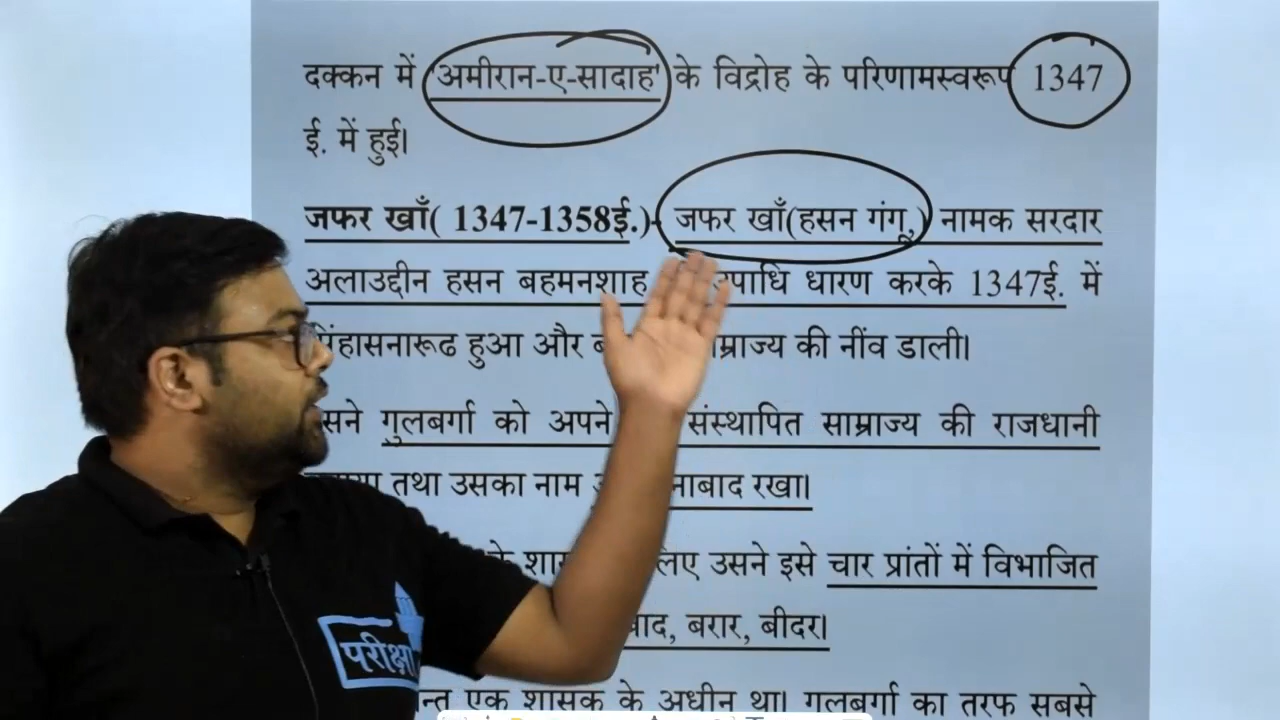 दक्कन में 'अमीरान-ए-सादाह' के विद्रोह के परिणामस्वरूप 1347
ई. में हुई।
जफर खाँ( 1347-1358ई.)- जफर खाँ(हसन गंगू,) नामक सरदार
अलाउद्दीन हसन बहमनशाह धारण करके 1347ई. में
हुआ और की नींव डाली।
गुलबर्गा को अपने संस्थापित साम्राज्य की राजधानी
तथा उसका नाम रखा।
उसने इसे चार प्रांतों में विभाजित
बरार, बीदर।
एक शासक के अधीन था। गुलबर्गा का तरफ सबसे
परीक्षा